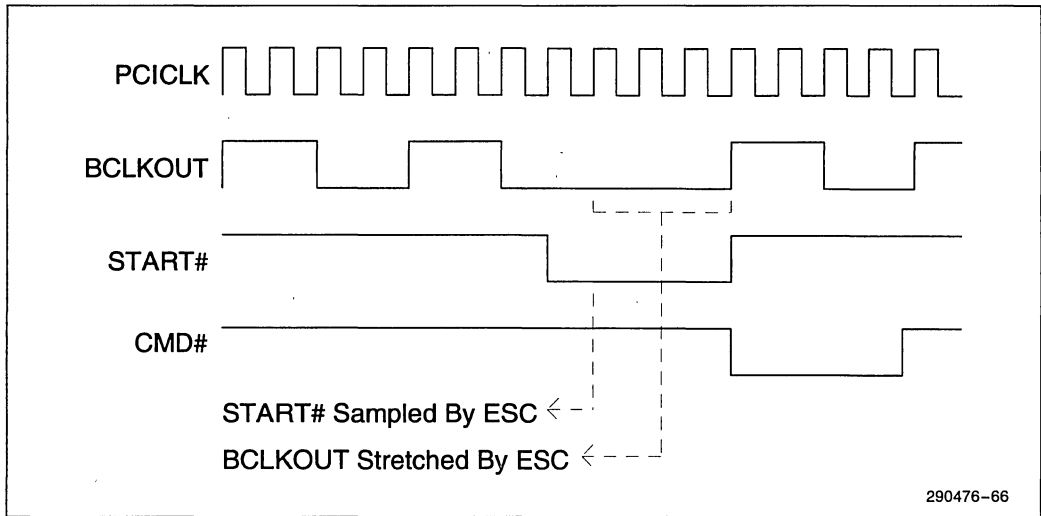 PCICLK
BCLKOUT
START#
CMD#
START# Sampled By ESC
BCLKOUT Stretched By ESC
290476-66